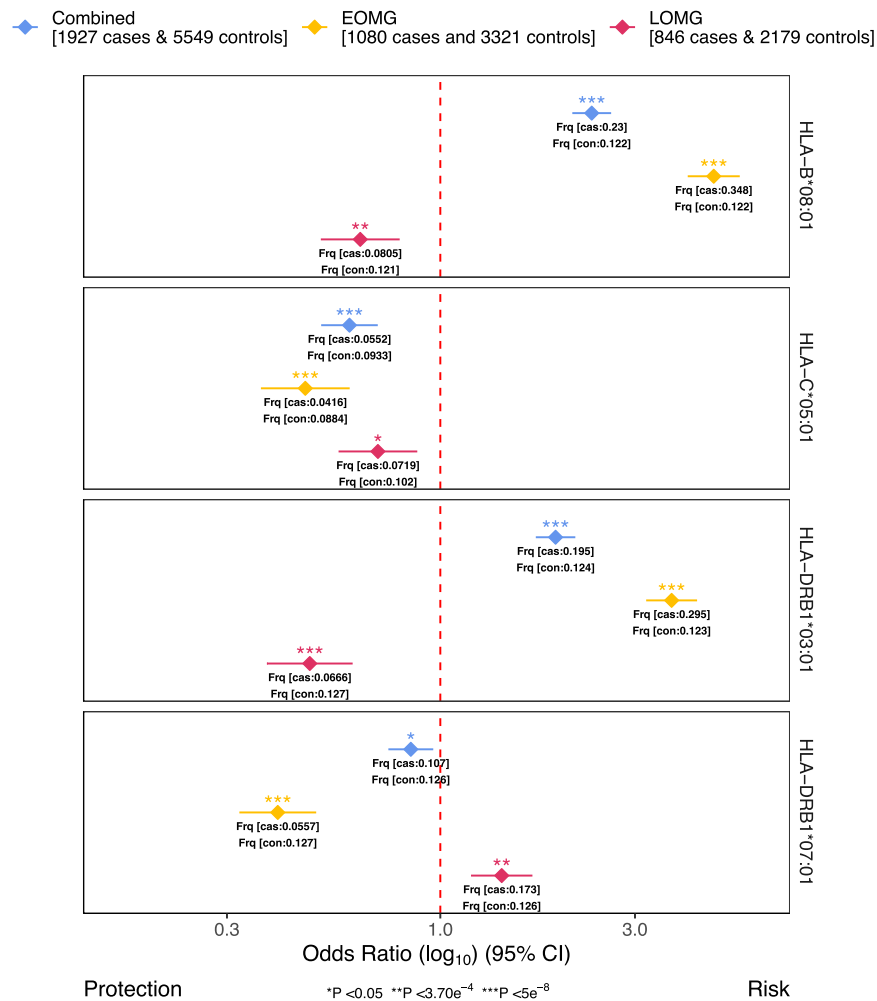 Combined
[1927 cases & 5549 controls]
EOMG
[1080 cases and 3321 controls]
LOMG
[846 cases & 2179 controls]
***
Frq [cas:0.23]
Frq [con:0.122]
***
Frq [cas:0.348]
Frq [con:0.122]
**
Frq [cas:0.0805]
Frq [con:0.121]
HLA−B*08:01
***
Frq [cas:0.0552]
Frq [con:0.0933]
***
Frq [cas:0.0416]
Frq [con:0.0884]
*
Frq [cas:0.0719]
Frq [con:0.102]
HLA−C*05:01
***
Frq [cas:0.195]
Frq [con:0.124]
***
Frq [cas:0.295]
Frq [con:0.123]
***
Frq [cas:0.0666]
Frq [con:0.127]
HLA−DRB1*03:01
*
Frq [cas:0.107]
Frq [con:0.126]
***
Frq [cas:0.0557]
Frq [con:0.127]
**
Frq [cas:0.173]
Frq [con:0.126]
HLA−DRB1*07:01
0.3 1.0 3.0
Odds Ratio (log₁₀) (95% CI)
Protection *P <0.05 **P <3.70e⁻⁴ ***P <5e⁻⁸ Risk